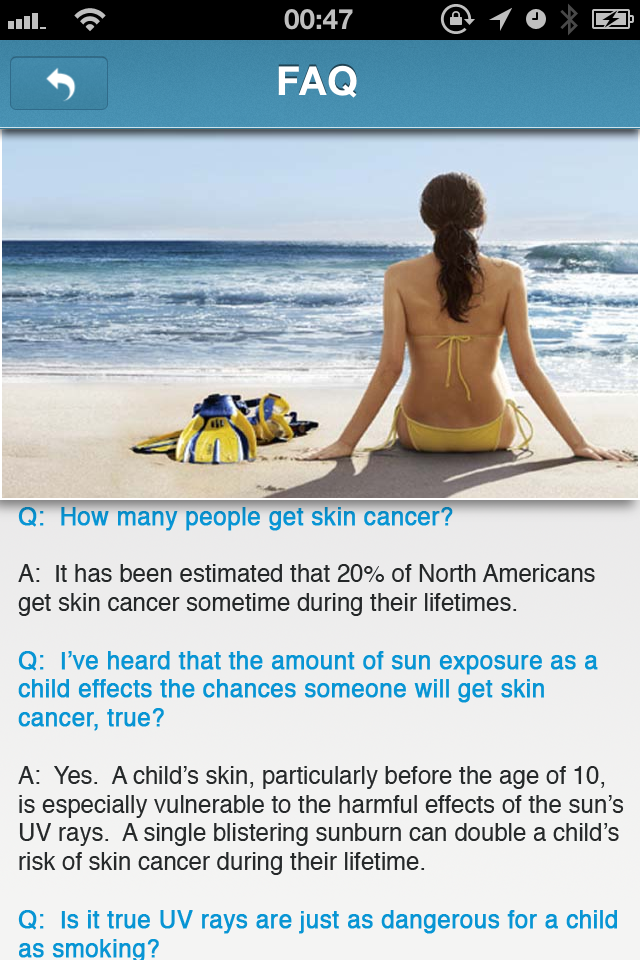 00:47
FAQ
Q:  How many people get skin cancer?
A:  It has been estimated that 20% of North Americans
get skin cancer sometime during their lifetimes.
Q:  I’ve heard that the amount of sun exposure as a
child effects the chances someone will get skin
cancer, true?
A:  Yes.  A child’s skin, particularly before the age of 10,
is especially vulnerable to the harmful effects of the sun’s
UV rays.  A single blistering sunburn can double a child’s
risk of skin cancer during their lifetime.
Q:  Is it true UV rays are just as dangerous for a child
as smoking?